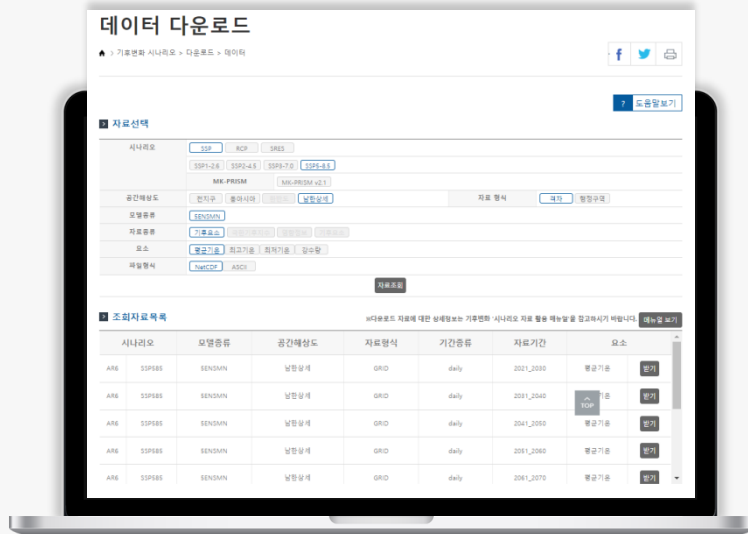 데이터 다운로드
> 기후변화 시나리오 > 다운로드 > 데이터
f
? 도움말보기
자료선택
시나리오 SSP RCP SRES
SSP1-2.6 SSP2-4.5 SSP3-7.0 SSP5-8.5
MK-PRISM MK-PRISM v2.1
공간해상도 전지구 동아시아 남한상세 자료 형식 격자 행정구역
모델종류 SENSMN
자료종류 기후요소
요소 평균기온 최고기온 최저기온 강수량
파일형식 NetCDF ASCII
자료조회
조회자료목록 ※다운로드 자료에 대한 상세정보는 기후변화 '시나리오 자료 활용 매뉴얼'을 참고하시기 바랍니다. 메뉴얼 보기
시나리오 모델종류 공간해상도 자료형식 기간종류 자료기간 요소
AR6 SSP585 SENSMN 남한상세 GRID daily 2021_2030 평균기온 받기
AR6 SSP585 SENSMN 남한상세 GRID daily 2031_2040 기온 받기
TOP
AR6 SSP585 SENSMN 남한상세 GRID daily 2041_2050 평균기온 받기
AR6 SSP585 SENSMN 남한상세 GRID daily 2051_2060 평균기온 받기
AR6 SSP585 SENSMN 남한상세 GRID daily 2061_2070 평균기온 받기